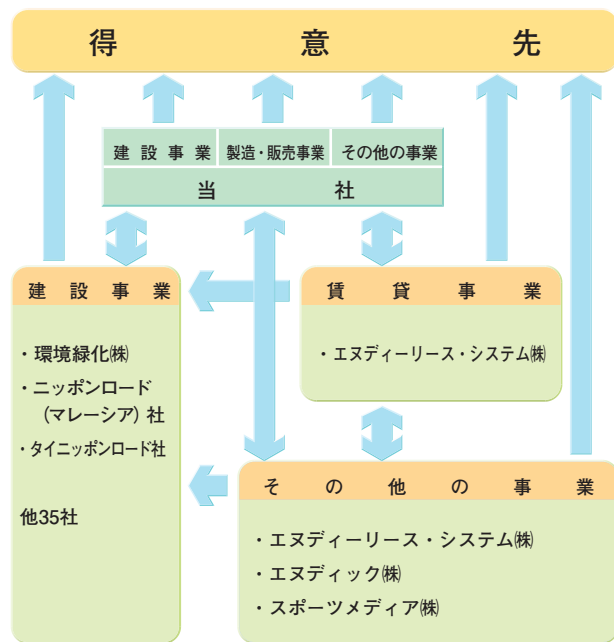 得意先
建設事業 製造・販売事業 その他の事業
当社
建設事業
・環境緑化㈱
・ニッポンロード
（マレーシア）社
・タイニッポンロード社
他35社
賃貸事業
・エヌディーリース・システム㈱
その他の事業
・エヌディーリース・システム㈱
・エヌディック㈱
・スポーツメディア㈱